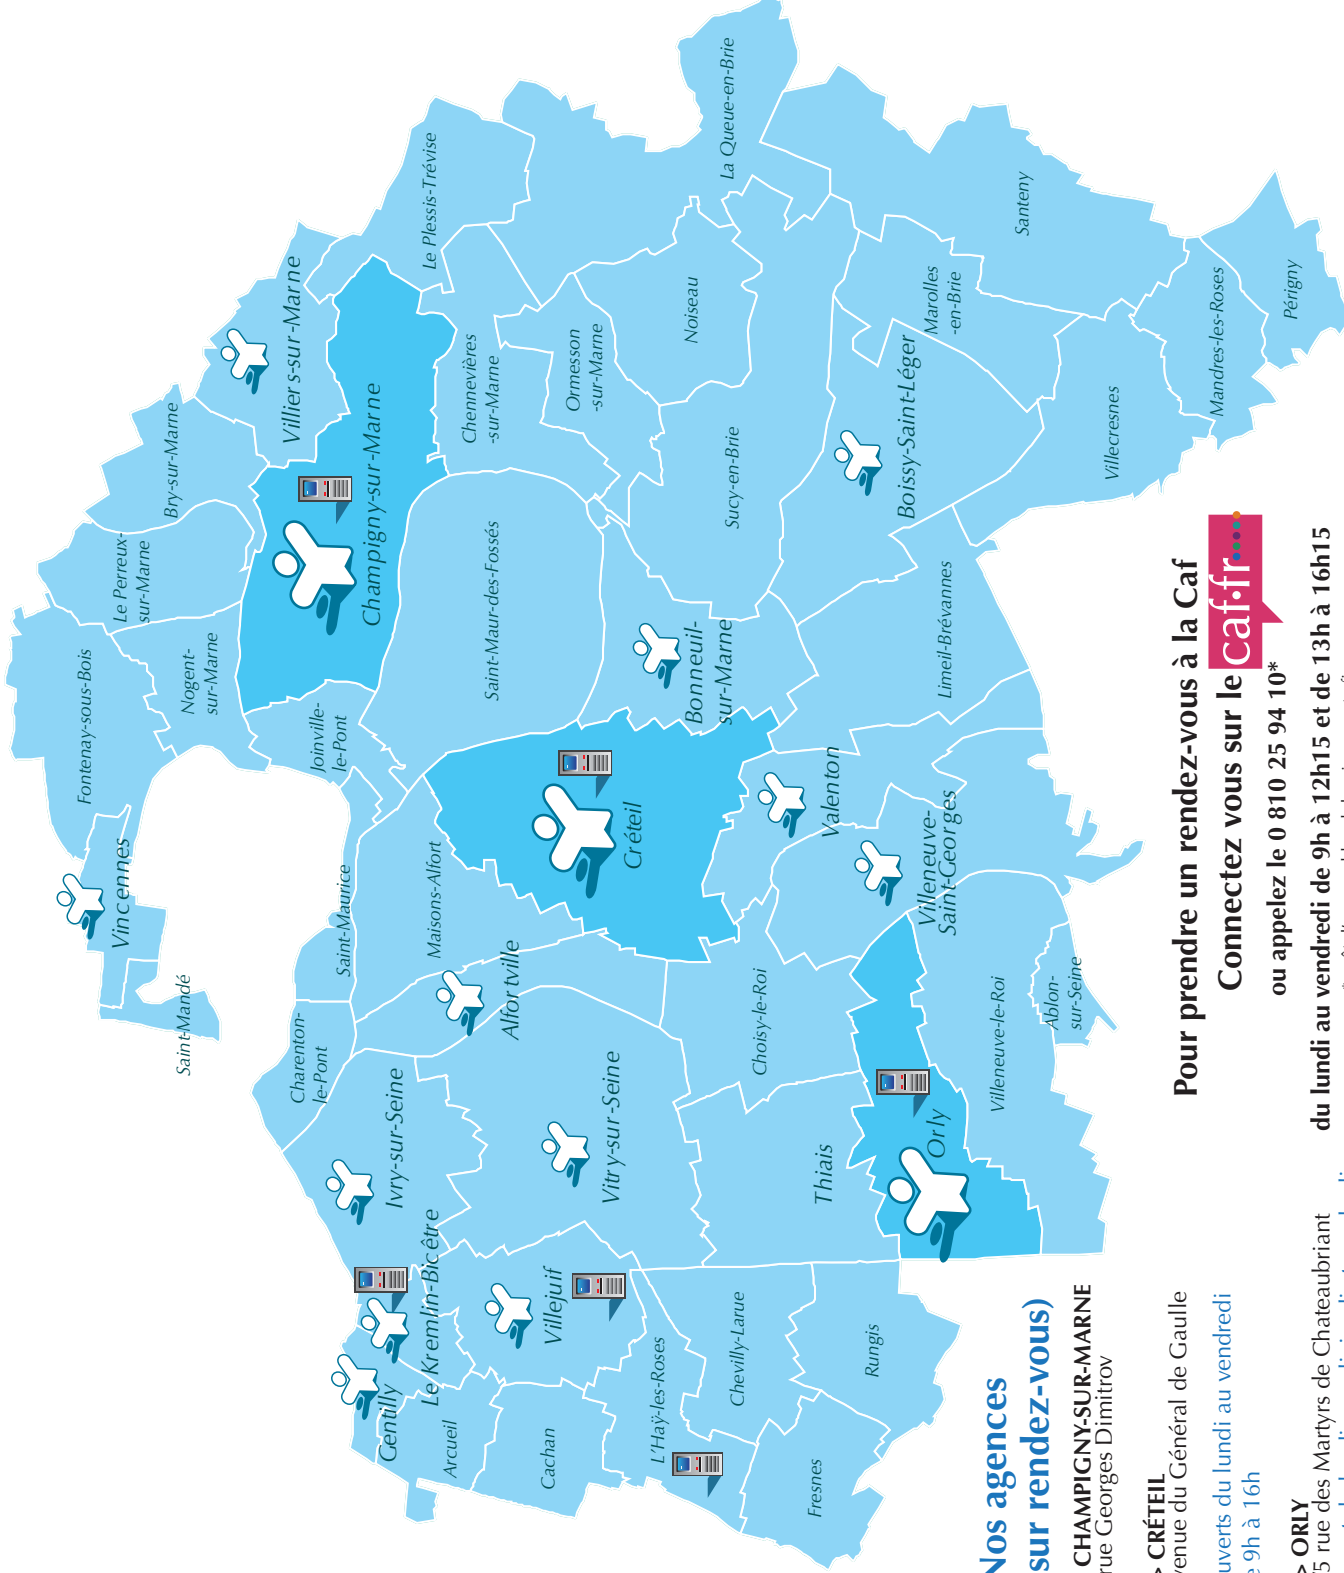 Fontenay-sous-Bois
Vincennes
Saint-Mandé
Le Perreux-
sur-Marne
Nogent-
sur-Marne
Bry-sur-Marne
Villiers-sur-Marne
Champigny-sur-Marne
Joinville-
le-Pont
Saint-Maurice
Charenton-
le-Pont
Le Plessis-Trévise
Chennevières
-sur-Marne
Saint-Maur-des-Fossés
Maisons-Alfort
Alfortville
Ivry-sur-Seine
Le Kremlin-Bicêtre
Gentilly
Arcueil
Cachan
Villejuif
Vitry-sur-Seine
Créteil
Bonneuil-
sur-Marne
Ormesson
-sur-Marne
Noiseau
La Queue-en-Brie
Sucy-en-Brie
L'Haÿ-les-Roses
Chevilly-Larue
Choisy-le-Roi
Valenton
Thiais
Fresnes
Rungis
Orly
Villeneuve-
Saint-Georges
Limeil-Brévannes
Boissy-Saint-Léger
Marolles
-en-Brie
Santeny
Villecresnes
Mandres-les-Roses
Périgny
Villeneuve-le-Roi
Ablon-
sur-Seine
Nos agences
sur rendez-vous)
CHAMPIGNY-SUR-MARNE
rue Georges Dimitrov
> CRÉTEIL
venue du Général de Gaulle
uverts du lundi au vendredi
e 9h à 16h
> ORLY
5 rue des Martyrs de Chateaubriant
Pour prendre un rendez-vous à la Caf
Connectez vous sur le caf.fr
ou appelez le 0 810 25 94 10*
du lundi au vendredi de 9h à 12h15 et de 13h à 16h15